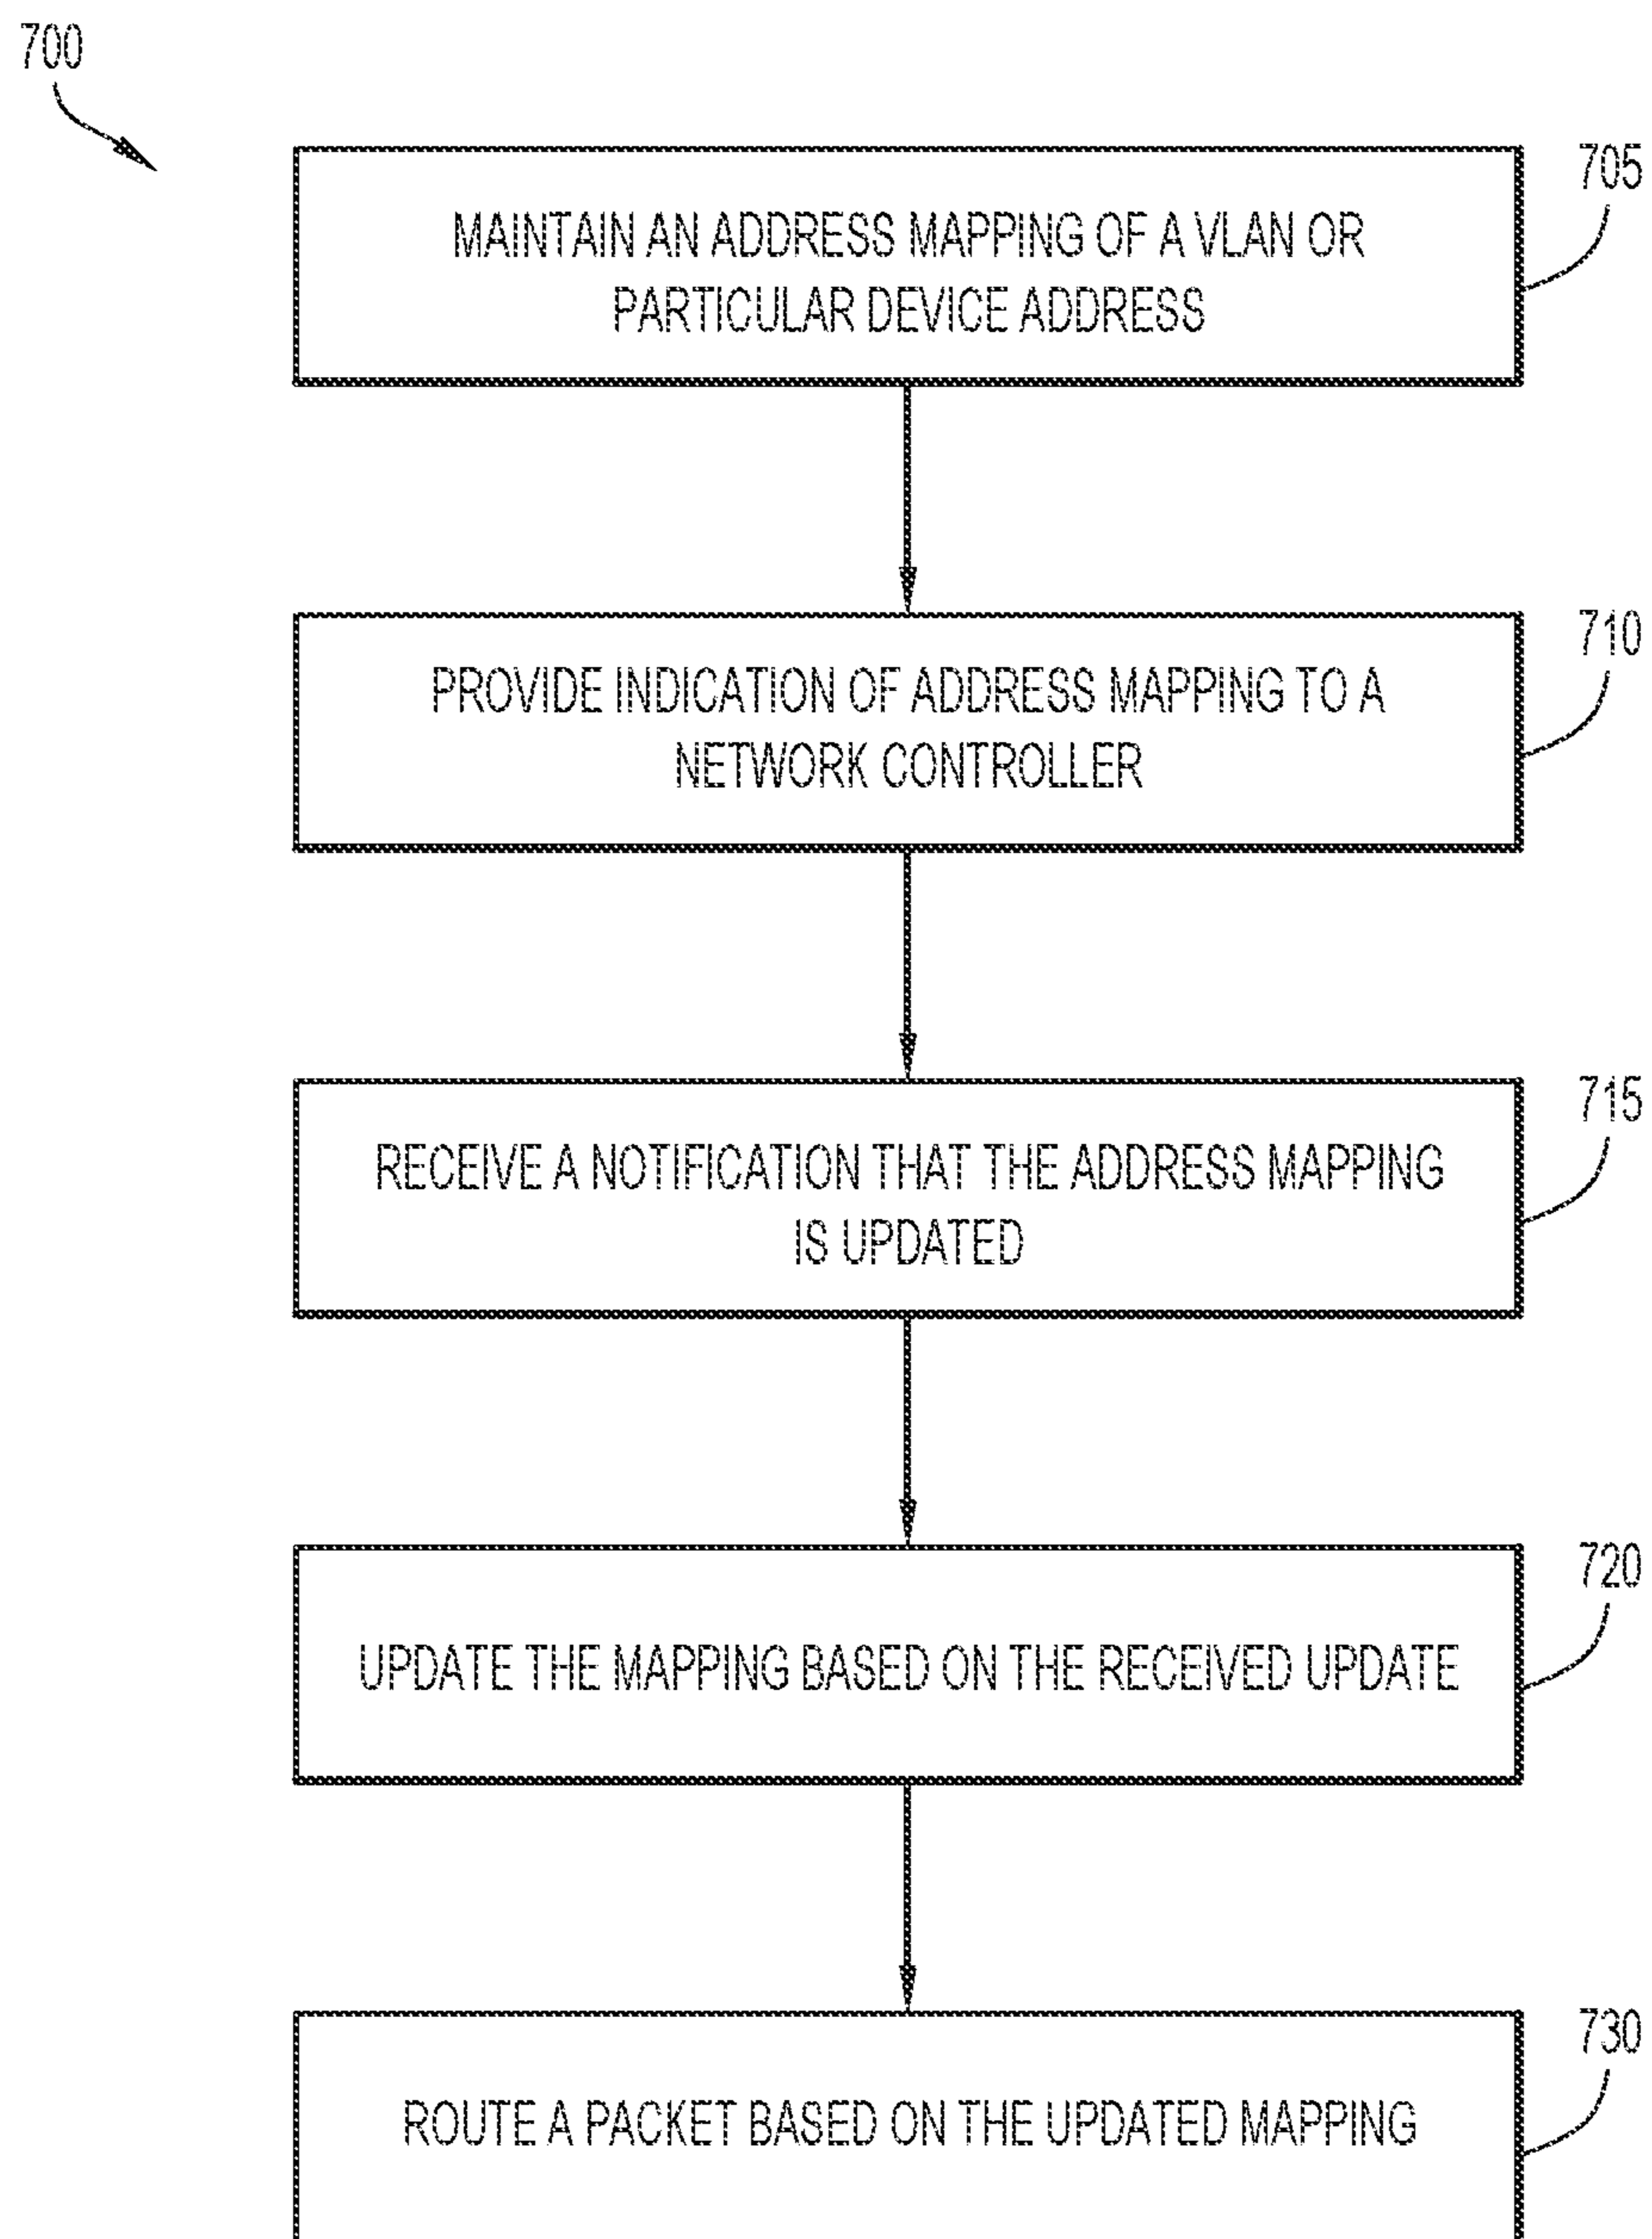 700
705
MAINTAIN AN ADDRESS MAPPING OF A VLAN OR
PARTICULAR DEVICE ADDRESS
710
PROVIDE INDICATION OF ADDRESS MAPPING TO A
NETWORK CONTROLLER
715
RECEIVE A NOTIFICATION THAT THE ADDRESS MAPPING
IS UPDATED
720
UPDATE THE MAPPING BASED ON THE RECEIVED UPDATE
730
ROUTE A PACKET BASED ON THE UPDATED MAPPING